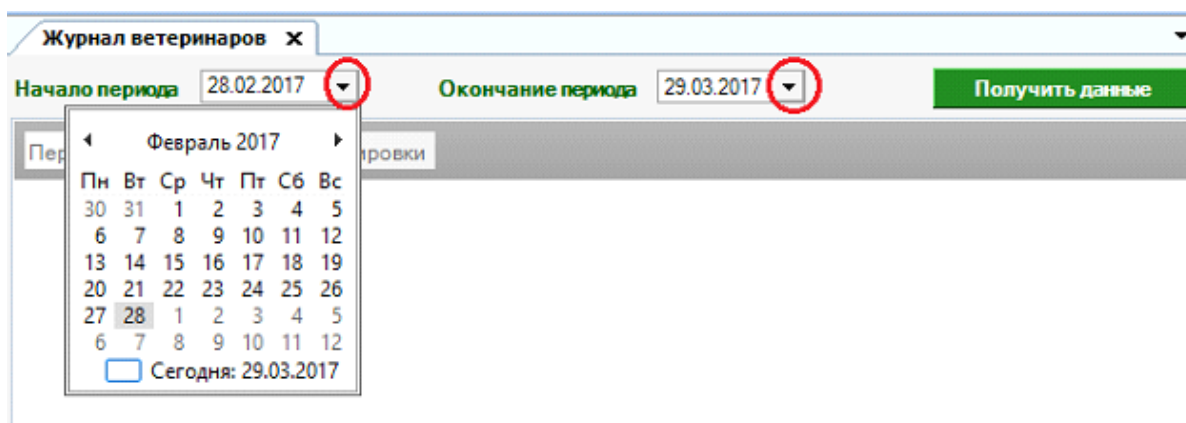 Журнал ветеринаров X
Начало периода 28.02.2017 Окончание периода 29.03.2017 Получить данные
Февраль 2017
Пн Вт Ср Чт Пт Сб Вс
30 31 1 2 3 4 5
6 7 8 9 10 11 12
13 14 15 16 17 18 19
20 21 22 23 24 25 26
27 28 1 2 3 4 5
6 7 8 9 10 11 12
Сегодня: 29.03.2017